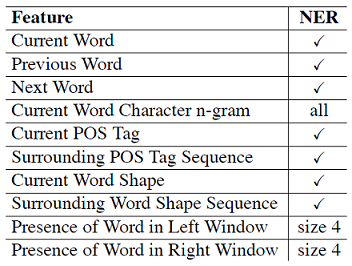 Feature NER
Current Word ✓
Previous Word ✓
Next Word ✓
Current Word Character n-gram all
Current POS Tag ✓
Surrounding POS Tag Sequence ✓
Current Word Shape ✓
Surrounding Word Shape Sequence ✓
Presence of Word in Left Window size 4
Presence of Word in Right Window size 4